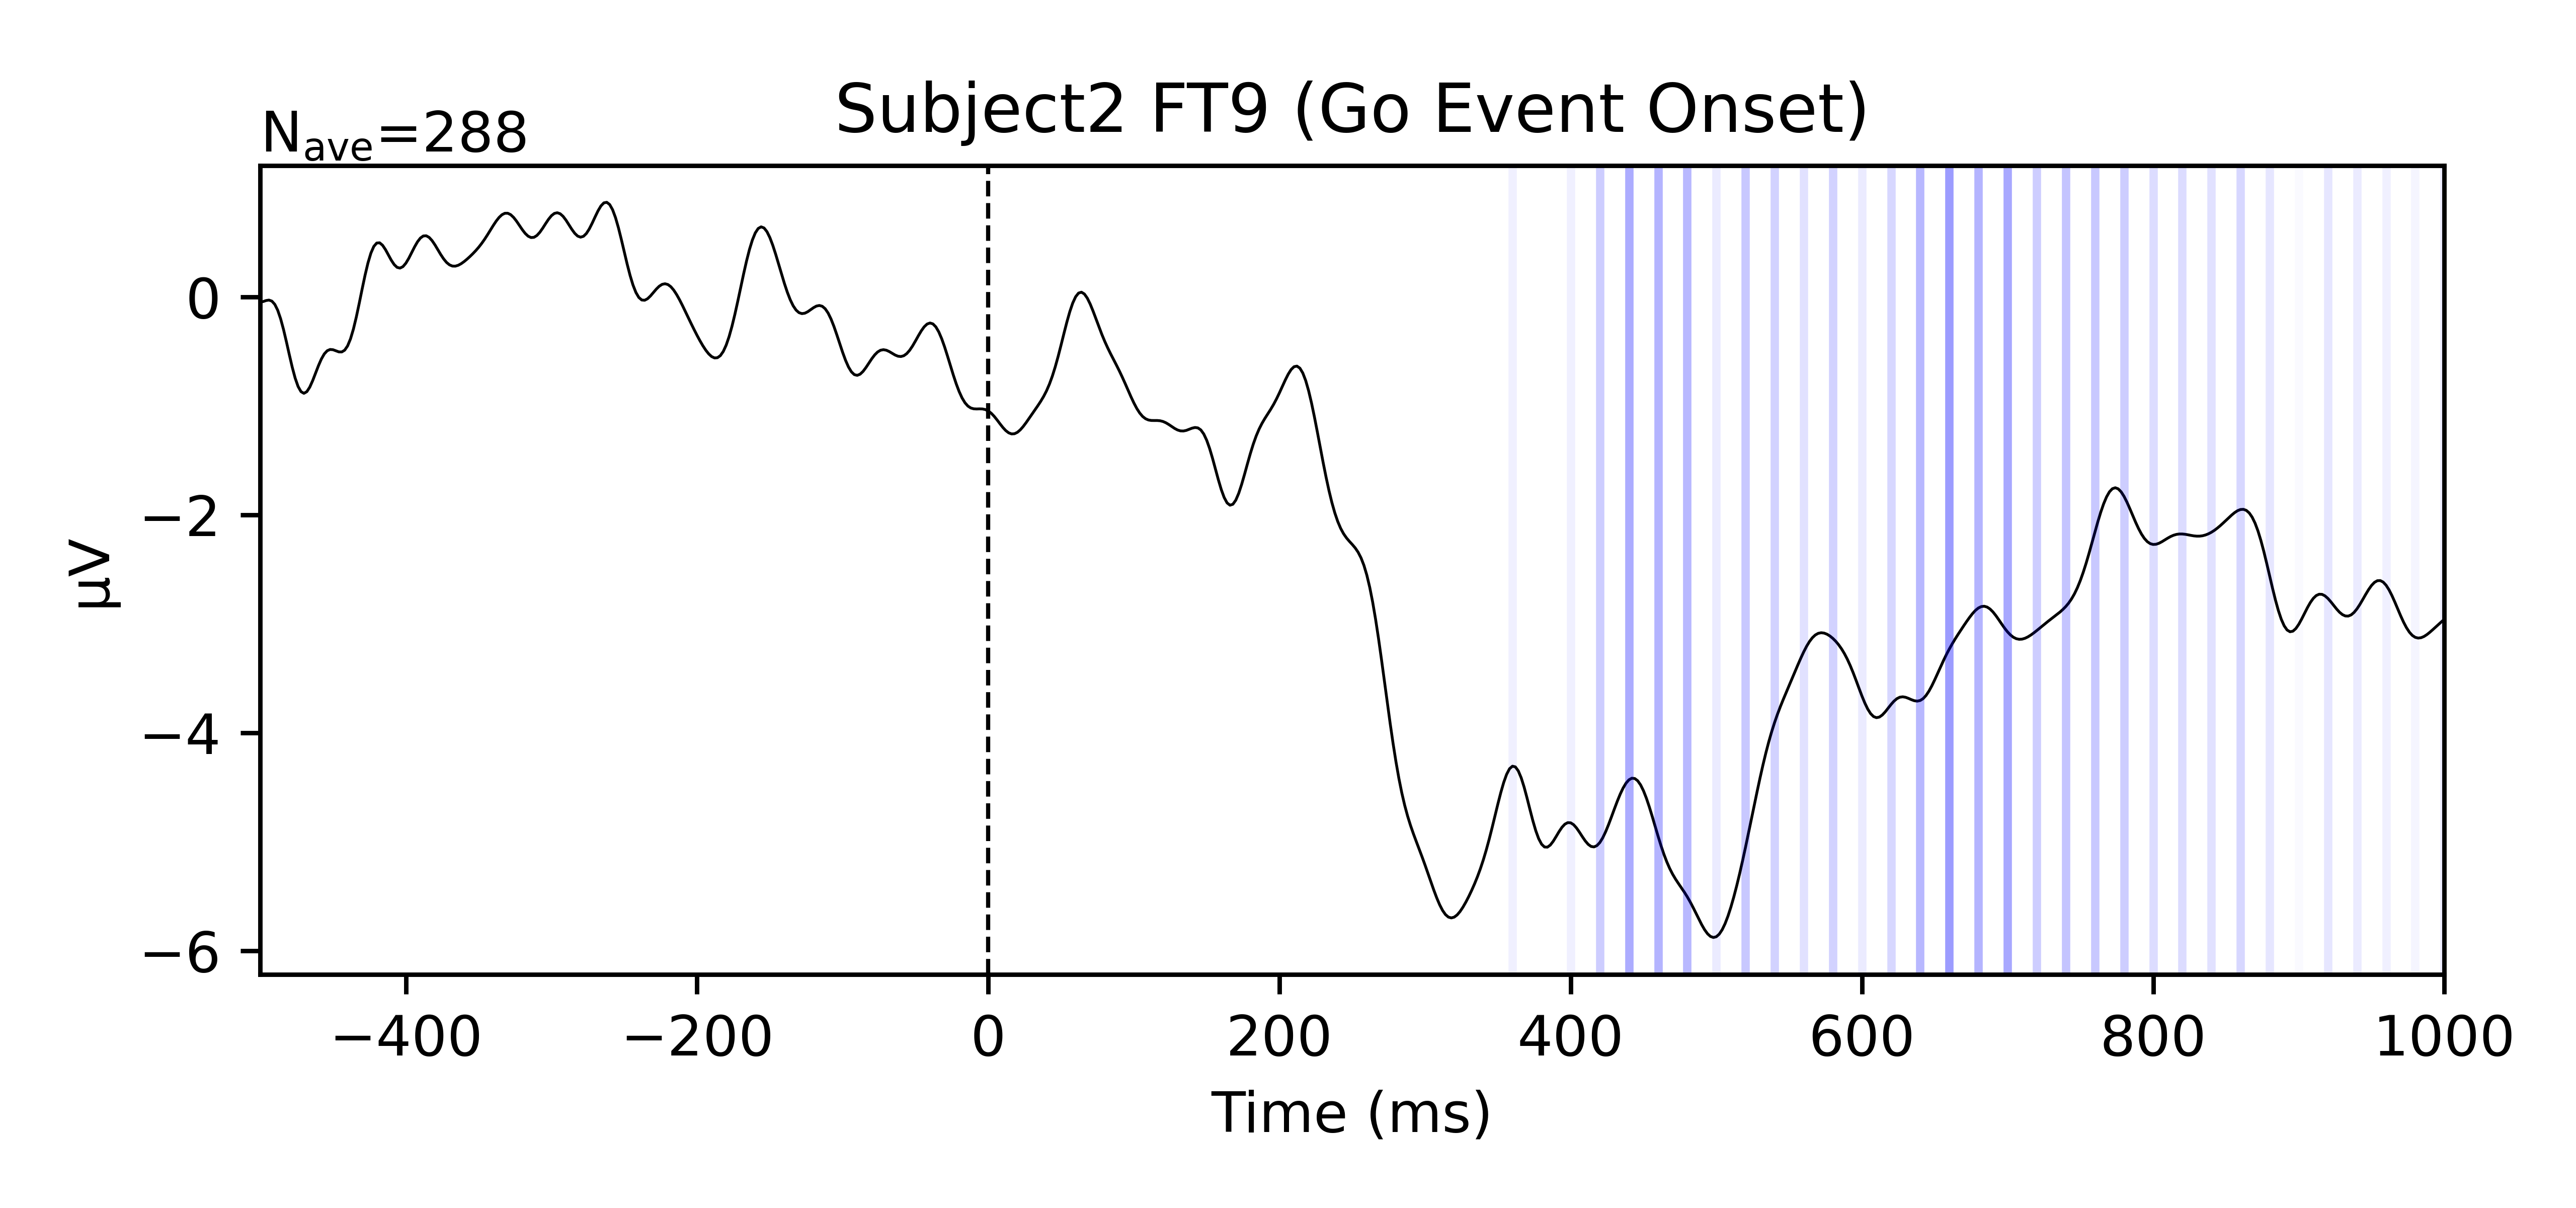 Subject2 FT9 (Go Event Onset)
Nave=288
µV
0
−2
−4
−6
−400 −200 0 200 400 600 800 1000
Time (ms)